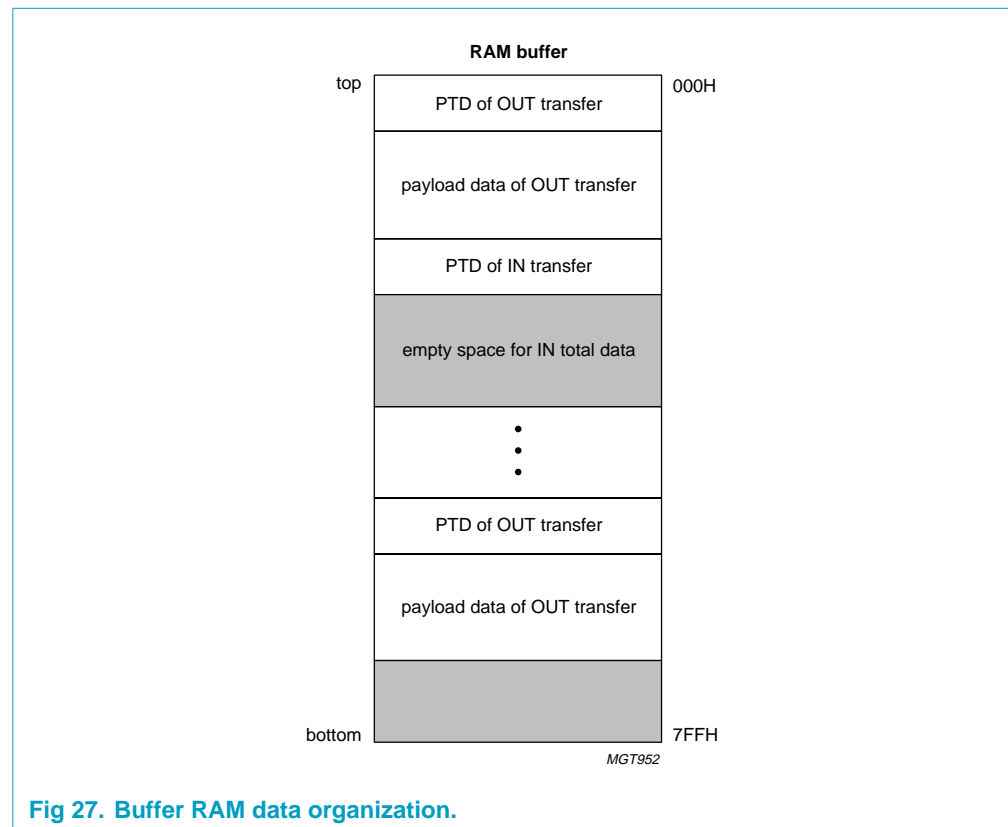 RAM buffer
top
000H
PTD of OUT transfer
payload data of OUT transfer
PTD of IN transfer
empty space for IN total data
PTD of OUT transfer
payload data of OUT transfer
bottom
7FFH
MGT952
Fig 27. Buffer RAM data organization.